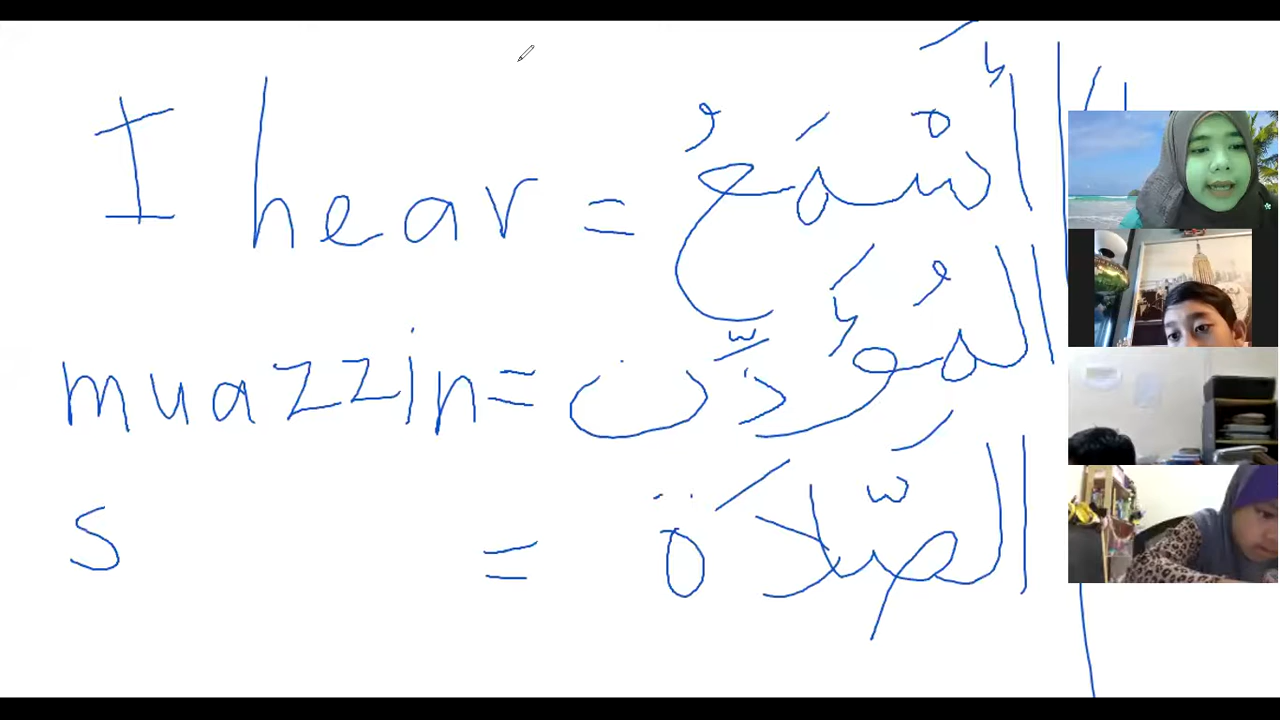 I hear = أَسْمَعُ
muazzin = المُؤَذِّن
s = الصَّلَاة